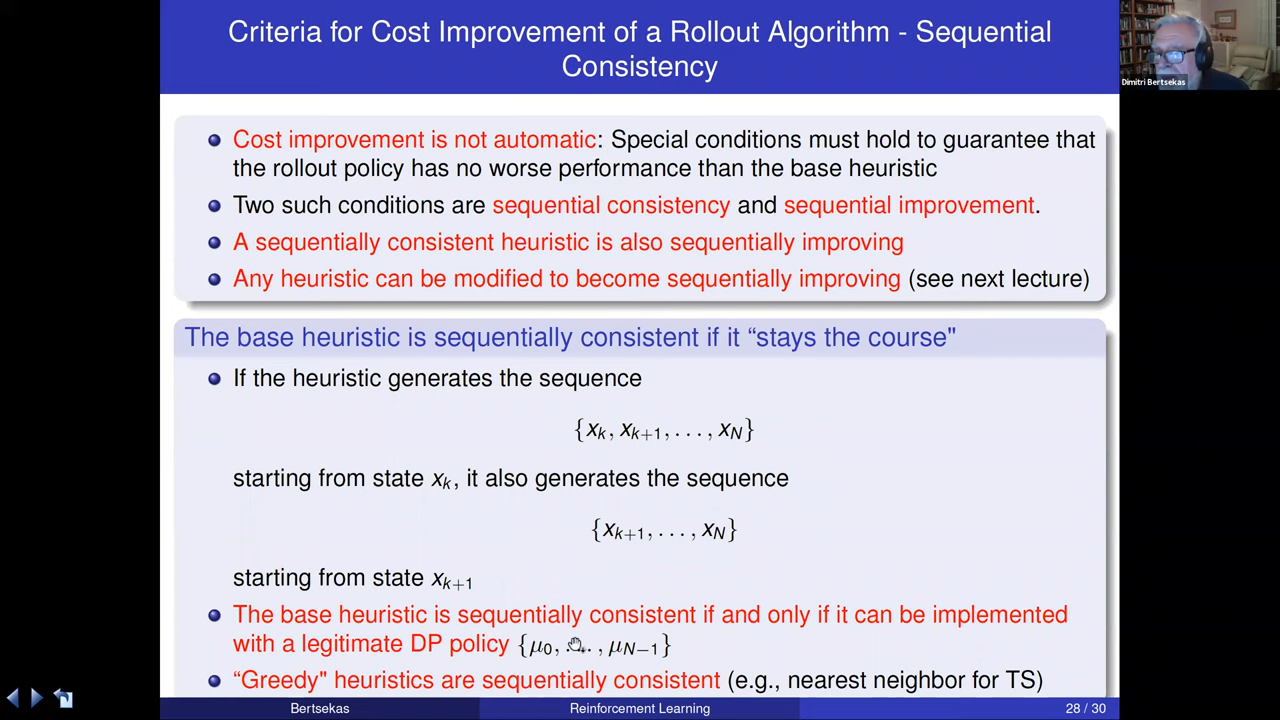 Criteria for Cost Improvement of a Rollout Algorithm - Sequential
Consistency
Dimitri Bertsekas
Cost improvement is not automatic: Special conditions must hold to guarantee that
the rollout policy has no worse performance than the base heuristic
Two such conditions are sequential consistency and sequential improvement.
A sequentially consistent heuristic is also sequentially improving
Any heuristic can be modified to become sequentially improving (see next lecture)
The base heuristic is sequentially consistent if it “stays the course"
If the heuristic generates the sequence
{xₖ, xₖ₊₁, . . . , x_N}
starting from state xₖ, it also generates the sequence
{xₖ₊₁, . . . , x_N}
starting from state xₖ₊₁
The base heuristic is sequentially consistent if and only if it can be implemented
with a legitimate DP policy {μ₀, . . . , μ_{N−1}}
“Greedy" heuristics are sequentially consistent (e.g., nearest neighbor for TS)
Bertsekas Reinforcement Learning 28 / 30